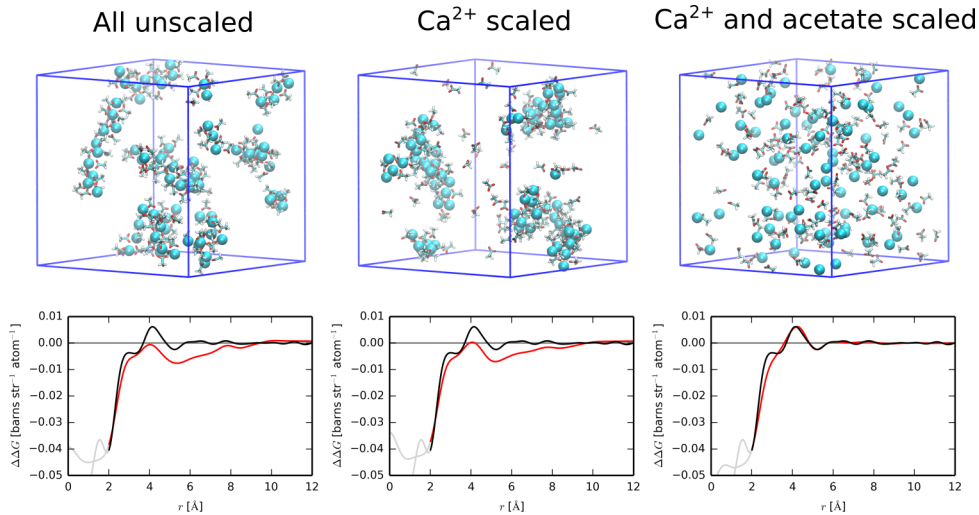 All unscaled
Ca²⁺ scaled
Ca²⁺ and acetate scaled
0.01
0.00
−0.01
−0.02
−0.03
−0.04
−0.05
ΔΔG [barns str⁻¹ atom⁻¹]
0 2 4 6 8 10 12
r [Å]
0.01
0.00
−0.01
−0.02
−0.03
−0.04
−0.05
ΔΔG [barns str⁻¹ atom⁻¹]
0 2 4 6 8 10 12
r [Å]
0.01
0.00
−0.01
−0.02
−0.03
−0.04
−0.05
ΔΔG [barns str⁻¹ atom⁻¹]
0 2 4 6 8 10 12
r [Å]